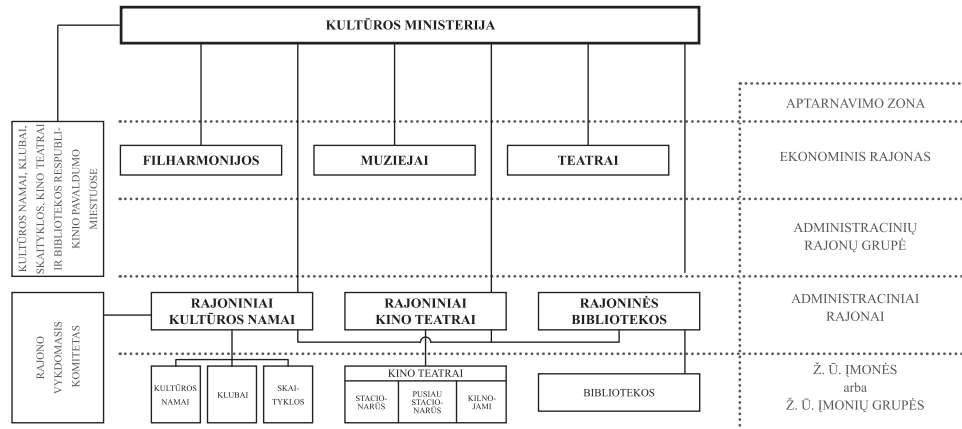 KULTŪROS MINISTERIJA
APTARNAVIMO ZONA
KULTŪROS NAMAI, KLUBAI,
SKAITYKLOS, KINO TEATRAI
IR BIBLIOTEKOS RESPUBLI-
KINIO PAVALDUMO
MIESTUOSE
FILHARMONIJOS
MUZIEJAI
TEATRAI
EKONOMINIS RAJONAS
ADMINISTRACINIŲ
RAJONŲ GRUPĖ
RAJONO
VYKDOMASIS
KOMITETAS
RAJONINIAI
KULTŪROS NAMAI
RAJONINIAI
KINO TEATRAI
RAJONINĖS
BIBLIOTEKOS
ADMINISTRACINIAI
RAJONAI
KULTŪROS
NAMAI
KLUBAI
SKAI-
TYKLOS
KINO TEATRAI
STACIO-
NARŪS
PUSIAU
STACIO-
NARŪS
KILNO-
JAMI
BIBLIOTEKOS
Ž. Ū. ĮMONĖS
arba
Ž. Ū. ĮMONIŲ GRUPĖS